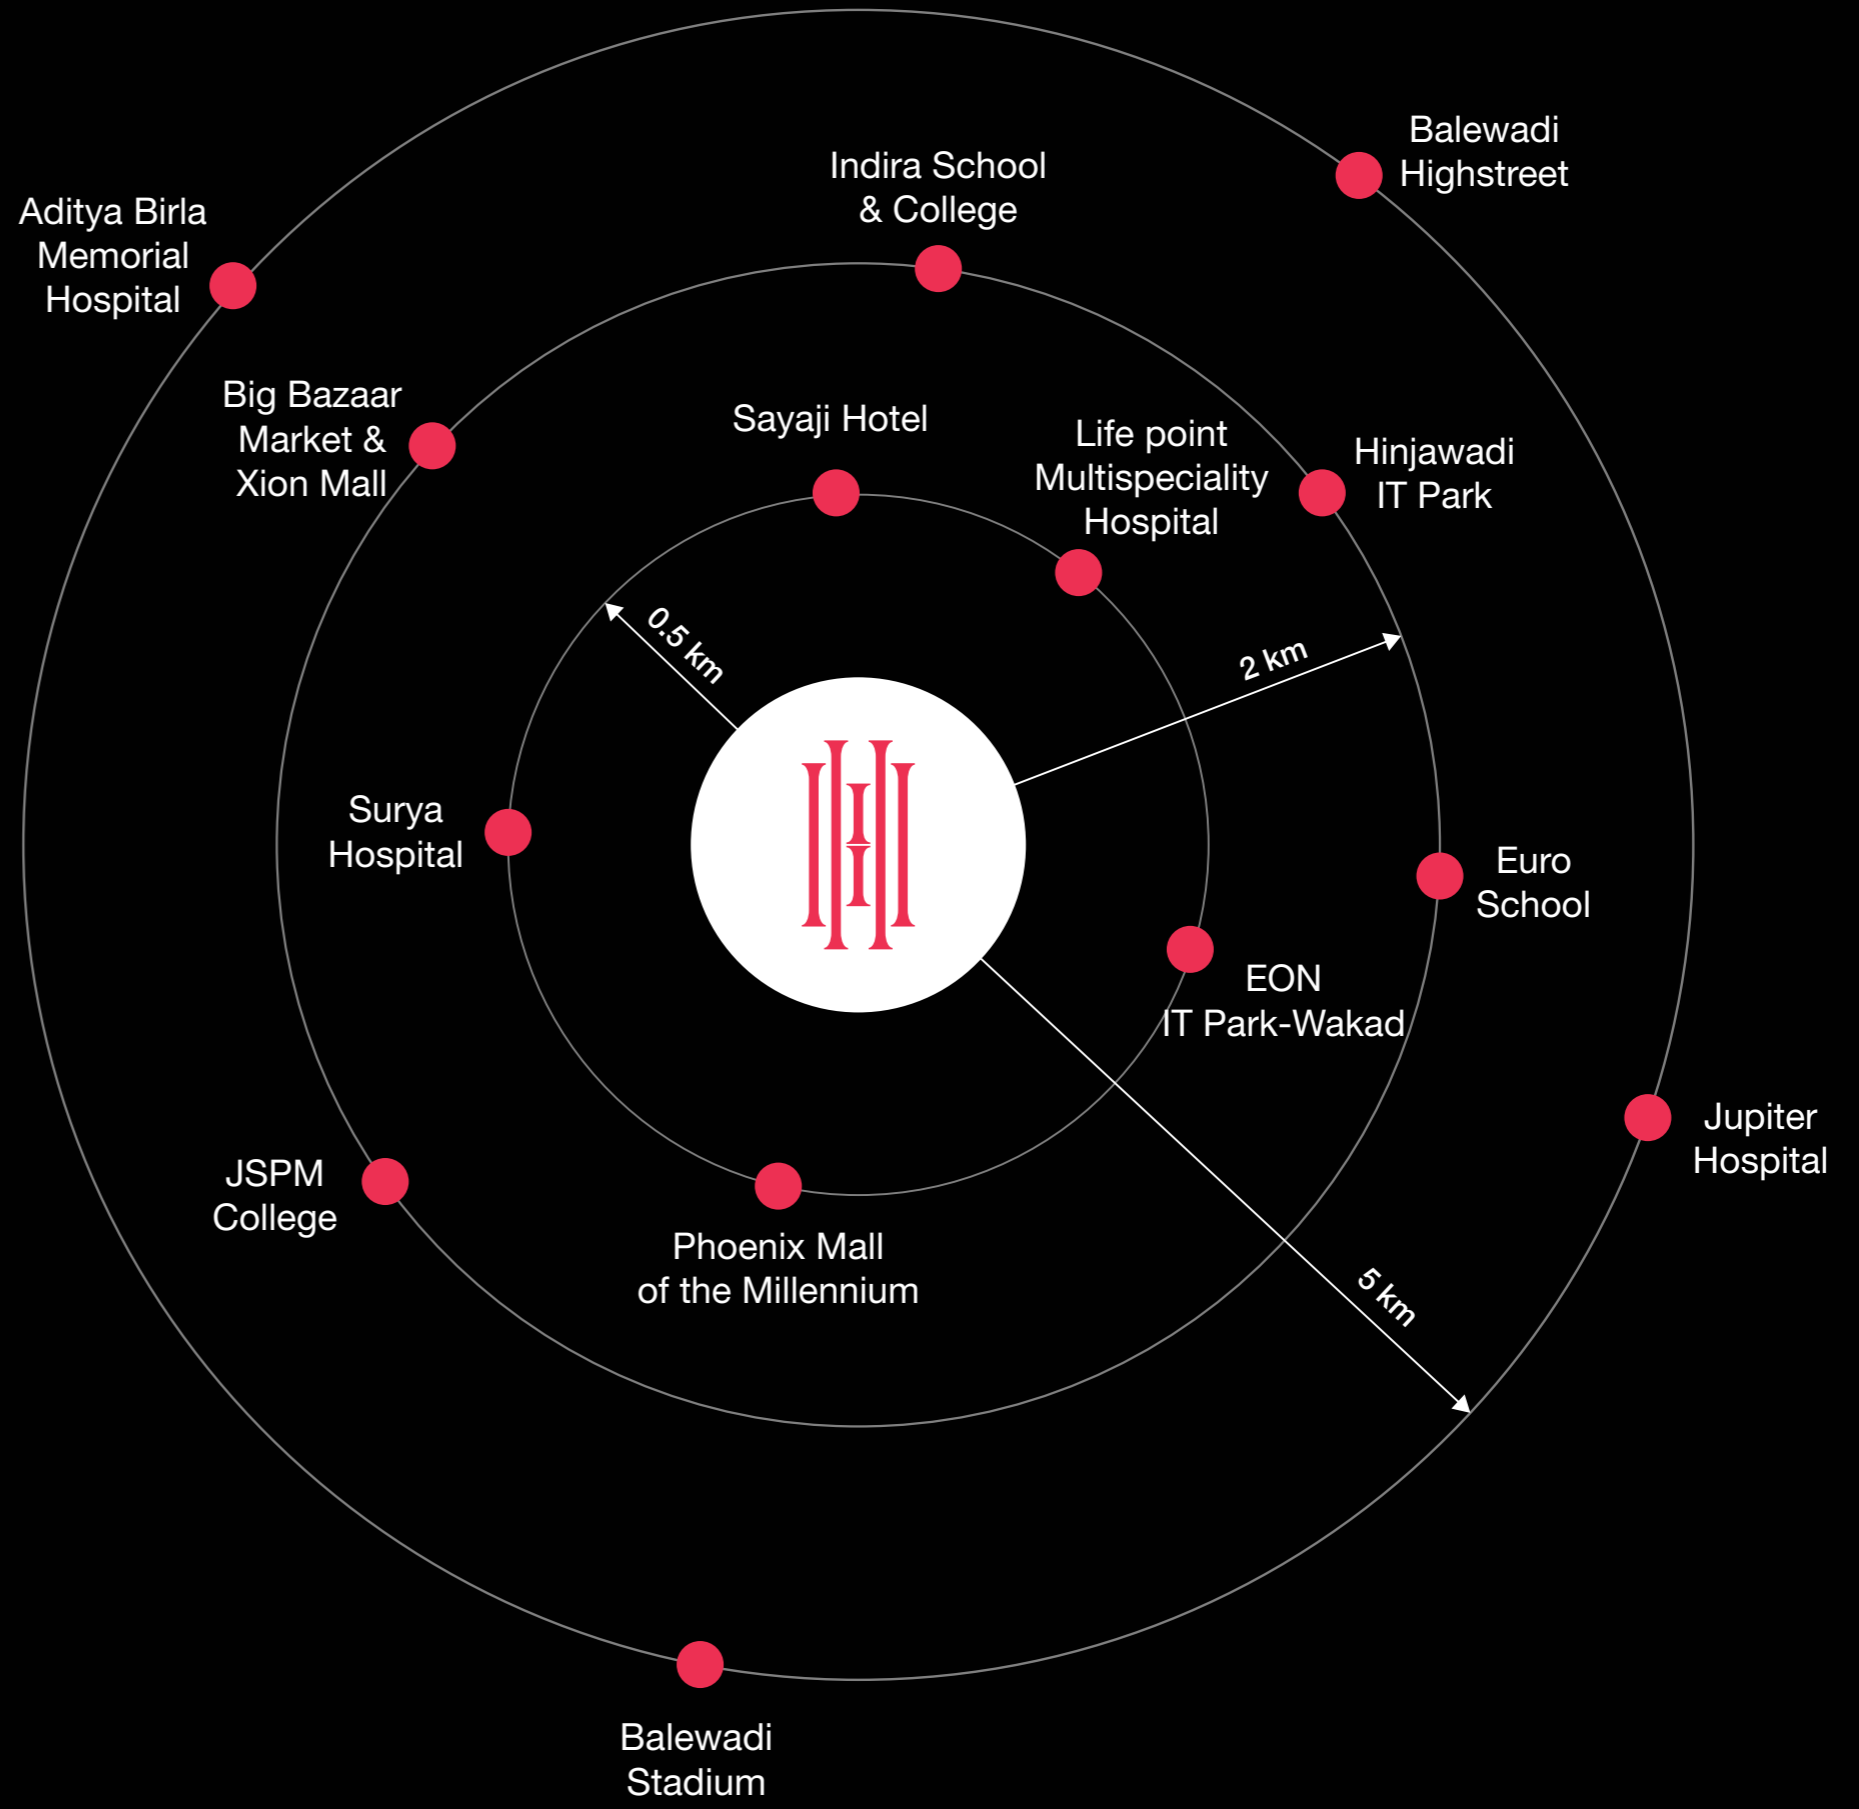 Balewadi
Highstreet
Indira School
& College
Aditya Birla
Memorial
Hospital
Big Bazaar
Market &
Xion Mall
Sayaji Hotel
Life point
Multispeciality
Hospital
Hinjawadi
IT Park
0.5 km
2 km
Surya
Hospital
Euro
School
EON
IT Park-Wakad
Jupiter
Hospital
JSPM
College
Phoenix Mall
of the Millennium
5 km
Balewadi
Stadium